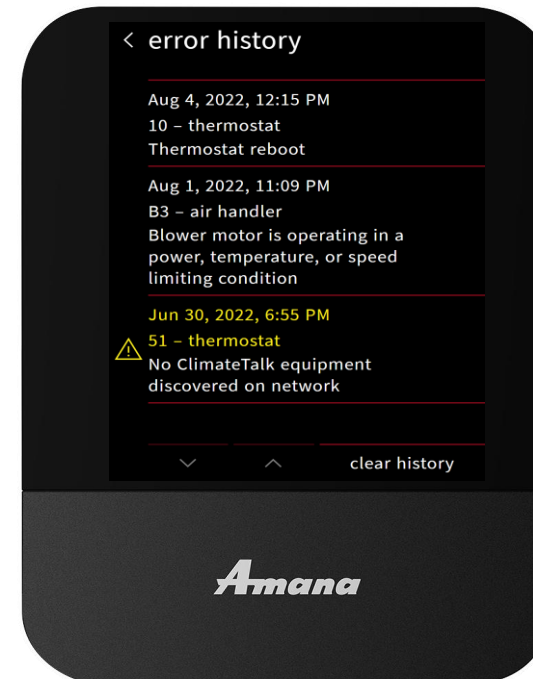 < error history
Aug 4, 2022, 12:15 PM
10 – thermostat
Thermostat reboot
Aug 1, 2022, 11:09 PM
B3 – air handler
Blower motor is operating in a
power, temperature, or speed
limiting condition
Jun 30, 2022, 6:55 PM
51 – thermostat
No ClimateTalk equipment
discovered on network
clear history
Amana